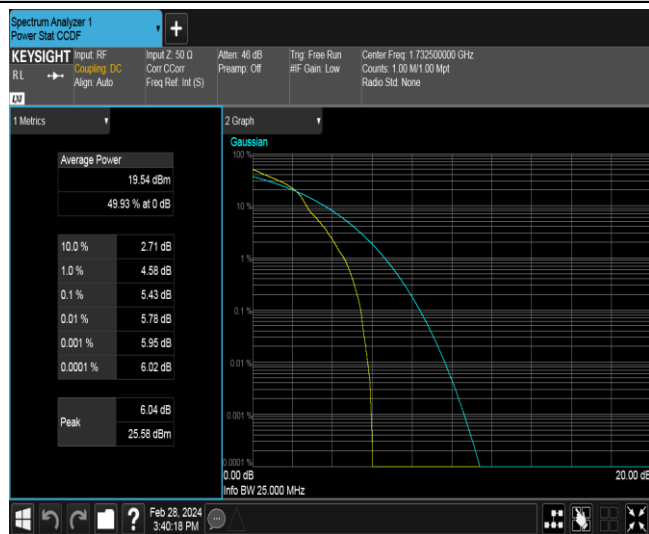 Spectrum Analyzer 1
Power Stat CCDF
+
KEYSIGHT
RL
LXI
Input: RF
Coupling: DC
Align: Auto
Input Z: 50 Ω
Corr CCorr
Freq Ref: Int (S)
Atten: 46 dB
Preamp: Off
Trig: Free Run
#IF Gain: Low
Center Freq: 1.732500000 GHz
Counts: 1.00 M/1.00 Mpt
Radio Std: None
1 Metrics
Average Power
19.54 dBm
49.93 % at 0 dB
10.0 % 2.71 dB
1.0 % 4.58 dB
0.1 % 5.43 dB
0.01 % 5.78 dB
0.001 % 5.95 dB
0.0001 % 6.02 dB
Peak
6.04 dB
25.58 dBm
2 Graph
Gaussian
100 %
10 %
1 %
0.1 %
0.01 %
0.001 %
0.0001 %
0.00 dB
20.00 dB
Info BW 25.000 MHz
?
Feb 28, 2024
3:40:18 PM